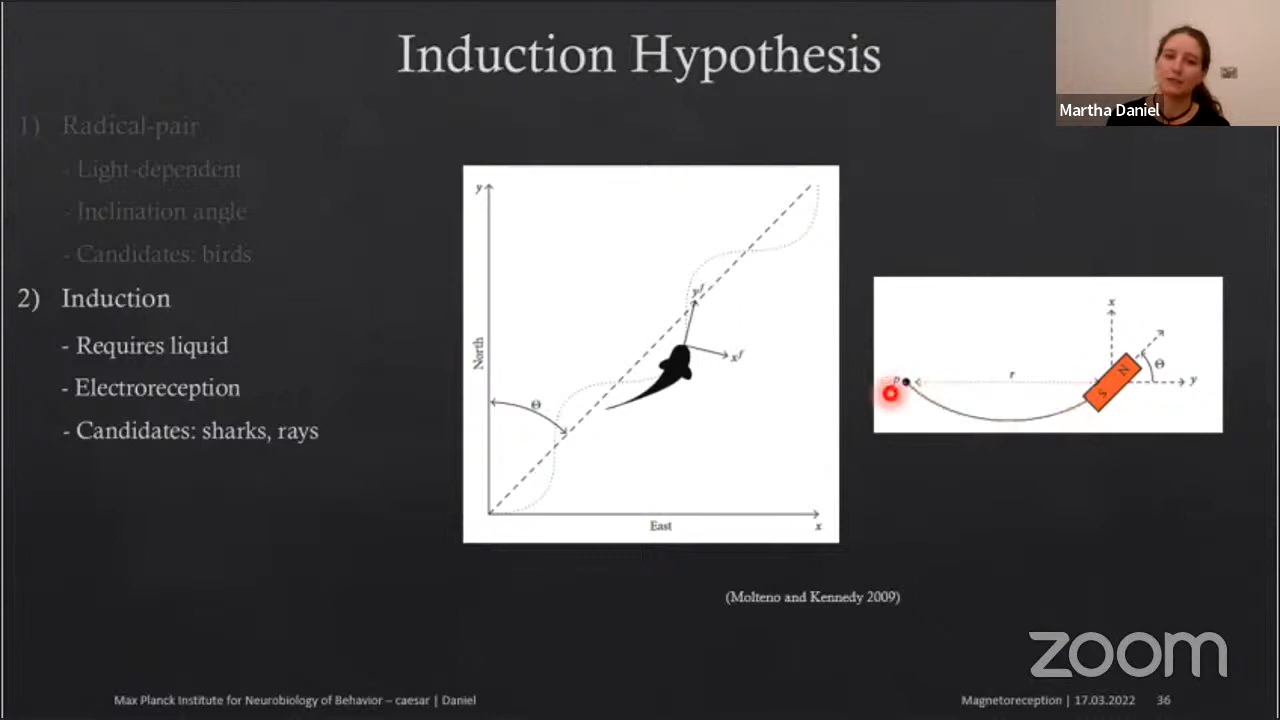 Induction Hypothesis
Martha Daniel
1) Radical-pair
- Light-dependent
- Inclination angle
- Candidates: birds
2) Induction
- Requires liquid
- Electroreception
- Candidates: sharks, rays
y
North
Θ
y^f
x^f
East
x
x
N
S
Θ
r
p
y
(Molteno and Kennedy 2009)
zoom
Max Planck Institute for Neurobiology of Behavior – caesar | Daniel
Magnetoreception | 17.03.2022 36